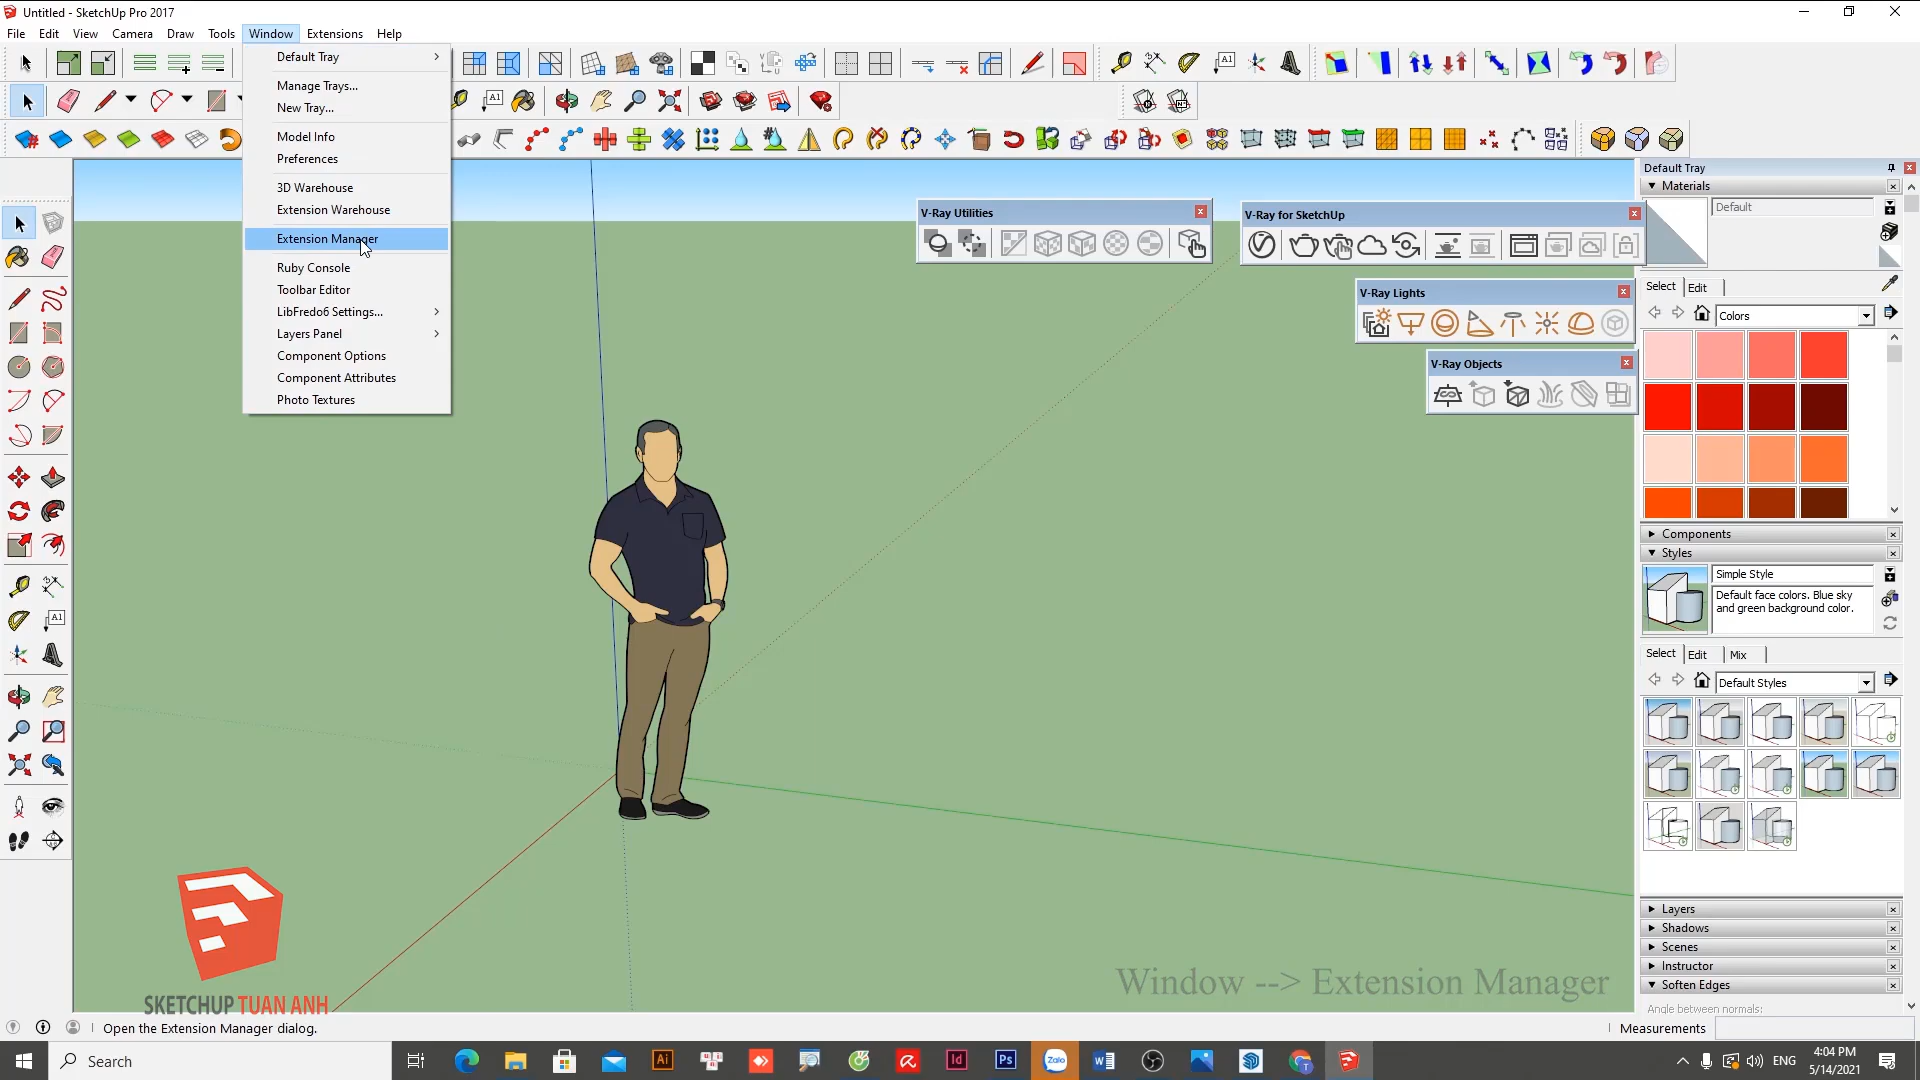 Untitled - SketchUp Pro 2017
File Edit View Camera Draw Tools Window Extensions Help
Default Tray
Manage Trays...
New Tray...
Model Info
Preferences
3D Warehouse
Extension Warehouse
Extension Manager
Ruby Console
Toolbar Editor
LibFredo6 Settings...
Layers Panel
Component Options
Component Attributes
Photo Textures
V-Ray Utilities
V-Ray for SketchUp
V-Ray Lights
V-Ray Objects
Default Tray
Materials
Default
Select Edit
Colors
Components
Styles
Simple Style
Default face colors. Blue sky
and green background color.
Select Edit Mix
Default Styles
Layers
Shadows
Scenes
Instructor
Soften Edges
Angle between normals:
Window --> Extension Manager
SKETCHUP TUAN ANH
Open the Extension Manager dialog.
Measurements
Search
ENG
4:04 PM
5/14/2021